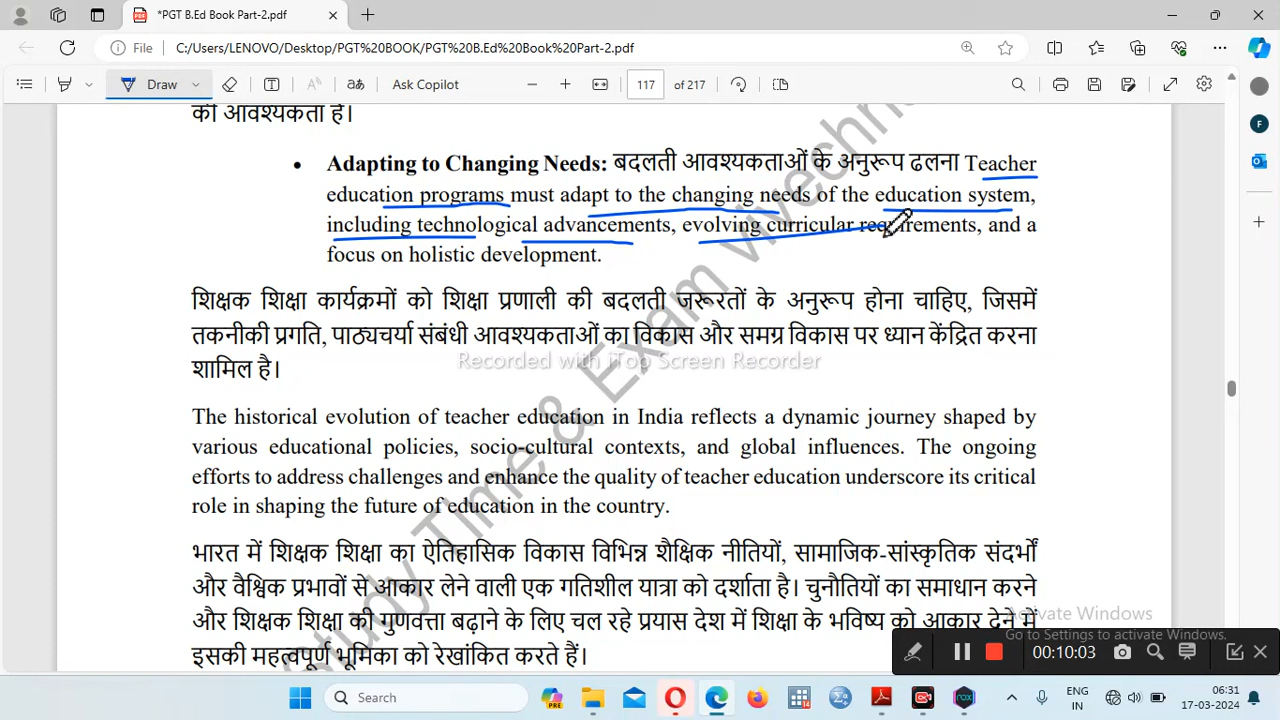 *PGT B.Ed Book Part-2.pdf
File C:/Users/LENOVO/Desktop/PGT%20BOOK/PGT%20B.Ed%20Book%20Part-2.pdf
Draw Ask Copilot 117 of 217
की आवश्यकता है।
• Adapting to Changing Needs: बदलती आवश्यकताओं के अनुरूप ढलना Teacher
education programs must adapt to the changing needs of the education system,
including technological advancements, evolving curricular requirements, and a
focus on holistic development.
शिक्षक शिक्षा कार्यक्रमों को शिक्षा प्रणाली की बदलती जरूरतों के अनुरूप होना चाहिए, जिसमें
तकनीकी प्रगति, पाठ्यचर्या संबंधी आवश्यकताओं का विकास और समग्र विकास पर ध्यान केंद्रित करना
शामिल है।
Recorded with iTop Screen Recorder
The historical evolution of teacher education in India reflects a dynamic journey shaped by
various educational policies, socio-cultural contexts, and global influences. The ongoing
efforts to address challenges and enhance the quality of teacher education underscore its critical
role in shaping the future of education in the country.
भारत में शिक्षक शिक्षा का ऐतिहासिक विकास विभिन्न शैक्षिक नीतियों, सामाजिक-सांस्कृतिक संदर्भों
और वैश्विक प्रभावों से आकार लेने वाली एक गतिशील यात्रा को दर्शाता है। चुनौतियों का समाधान करने
और शिक्षक शिक्षा की गुणवत्ता बढ़ाने के लिए चल रहे प्रयास देश में शिक्षा के भविष्य को आकार देने में
इसकी महत्वपूर्ण भूमिका को रेखांकित करते हैं।
Study Time & Exam vivechn
Activate Windows
Go to Settings to activate Windows.
00:10:03
Search
ENG
IN
06:31
17-03-2024